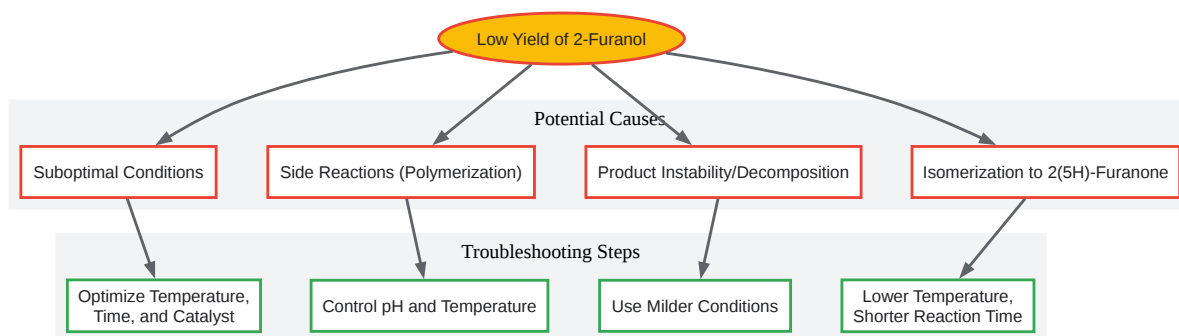 Low Yield of 2-Furanol
Potential Causes
Suboptimal Conditions
Side Reactions (Polymerization)
Product Instability/Decomposition
Isomerization to 2(5H)-Furanone
Troubleshooting Steps
Optimize Temperature,
Time, and Catalyst
Control pH and Temperature
Use Milder Conditions
Lower Temperature,
Shorter Reaction Time